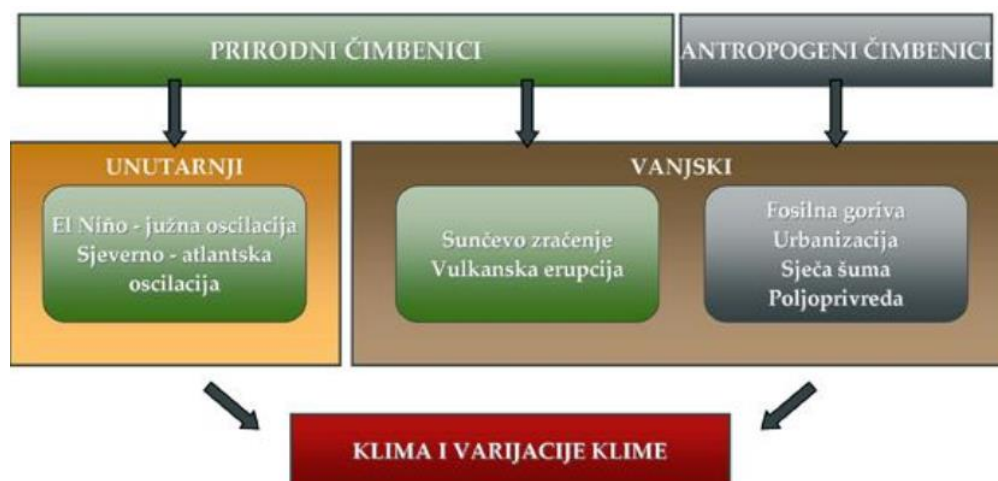 PRIRODNI ČIMBENICI
ANTROPOGENI ČIMBENICI
UNUTARNJI
El Niño - južna oscilacija
Sjeverno - atlantska
oscilacija
VANJSKI
Sunčevo zračenje
Vulkanska erupcija
Fosilna goriva
Urbanizacija
Sječa šuma
Poljoprivreda
KLIMA I VARIJACIJE KLIME